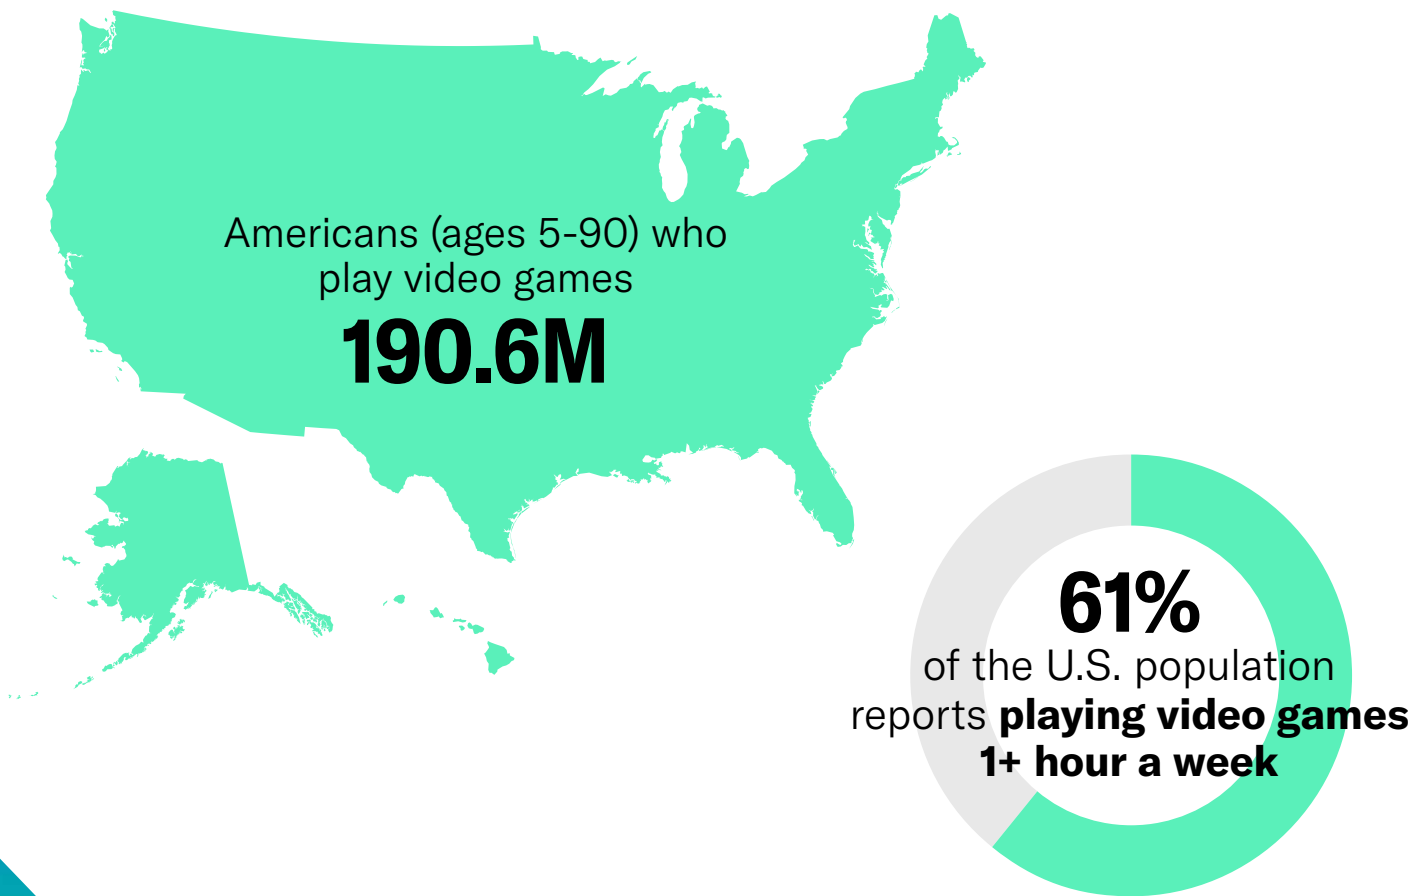 Americans (ages 5-90) who
play video games
190.6M
61%
of the U.S. population
reports playing video games
1+ hour a week